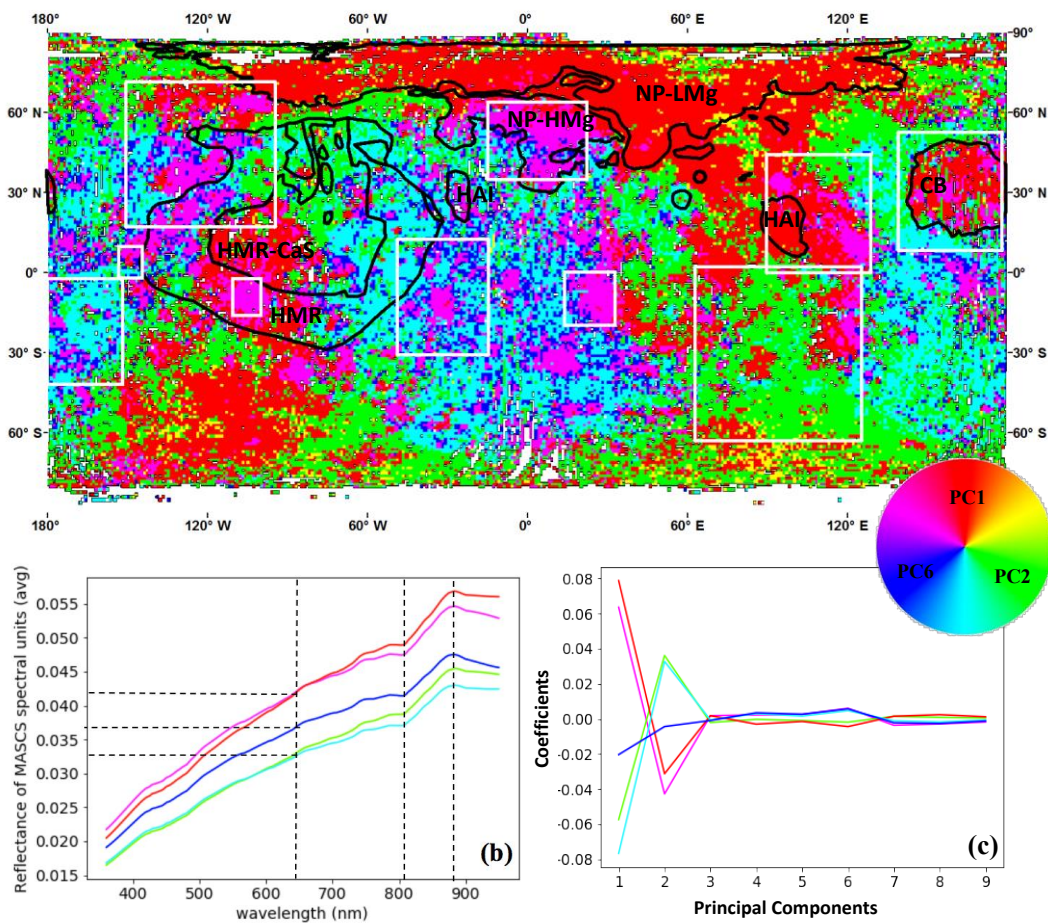 180° 120° W 60° W 0° 60° E 120° E 90°
60° N 60° N
30° N 30° N
0° 0°
30° S 30° S
60° S 60° S
NP-LMg
NP-HMg
HAl
CB
HAl
HMR-CaS
HMR
180° 120° W 60° W 0° 60° E 120° E
PC1
PC6 PC2
Reflectance of MASCS spectral units (avg)
0.055
0.050
0.045
0.040
0.035
0.030
0.025
0.020
0.015
400 500 600 700 800 900
wavelength (nm)
(b)
Coefficients
0.08
0.06
0.04
0.02
0.00
-0.02
-0.04
-0.06
-0.08
1 2 3 4 5 6 7 8 9
Principal Components
(c)